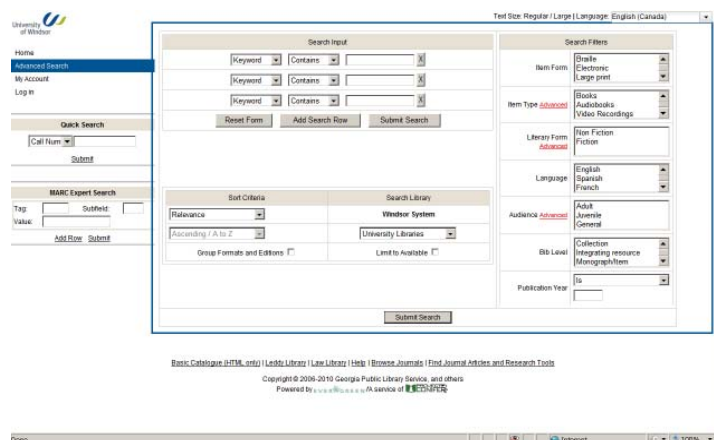 Text Size: Regular / Large | Language: English (Canada)
University
of Windsor
Home
Advanced Search
My Account
Log in
Quick Search
Call Num
Submit
MARC Expert Search
Tag: Subfield:
Value:
Add Row Submit
Search Input
Keyword Contains X
Keyword Contains X
Keyword Contains X
Reset Form Add Search Row Submit Search
Sort Criteria
Relevance
Ascending / A to Z
Group Formats and Editions
Search Library
Windsor System
University Libraries
Limit to Available
Search Filters
Item Form
Braille
Electronic
Large print
Item Type Advanced
Books
Audiobooks
Video Recordings
Literary Form
Advanced
Non Fiction
Fiction
Language
English
Spanish
French
Audience Advanced
Adult
Juvenile
General
Bib Level
Collection
Integrating resource
Monograph/Item
Publication Year
Is
Submit Search
Basic Catalogue (HTML only) | Leddy Library | Law Library | Help | Browse Journals | Find Journal Articles and Research Tools
Copyright © 2006-2010 Georgia Public Library Service, and others
Powered by
/A service of
Done
Internet